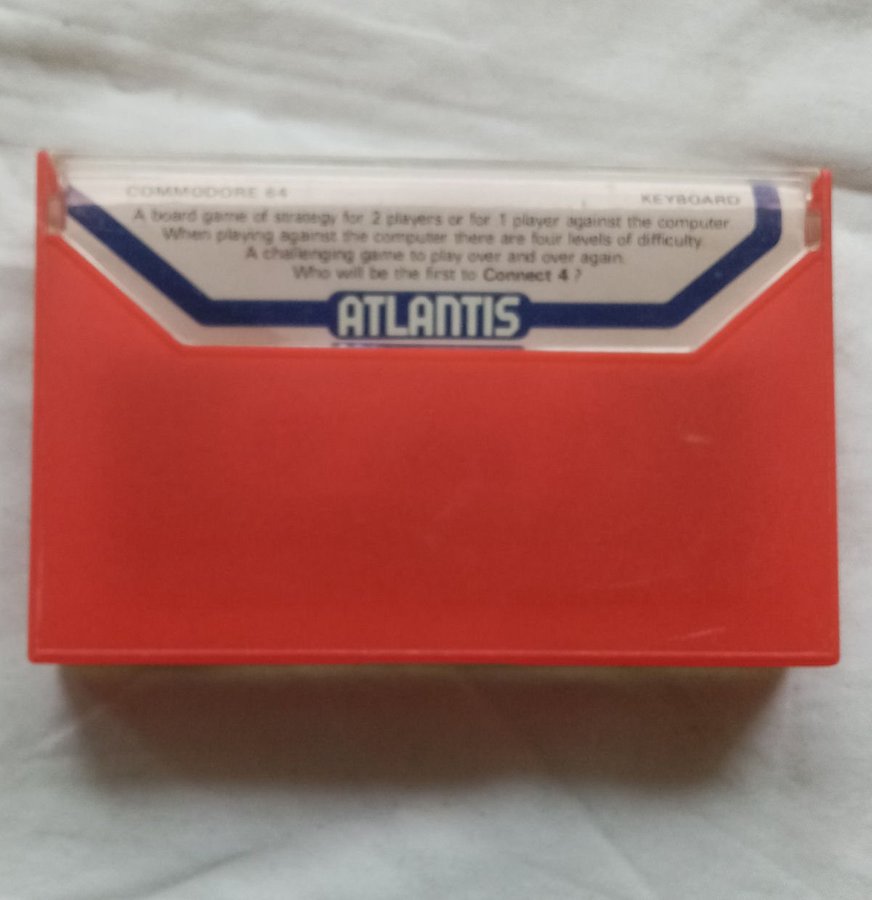 COMMODORE 64
KEYBOARD
A board game of strategy for 2 players or for 1 player against the computer
When playing against the computer there are four levels of difficulty.
A challenging game to play over and over again.
Who will be the first to Connect 4?
ATLANTIS